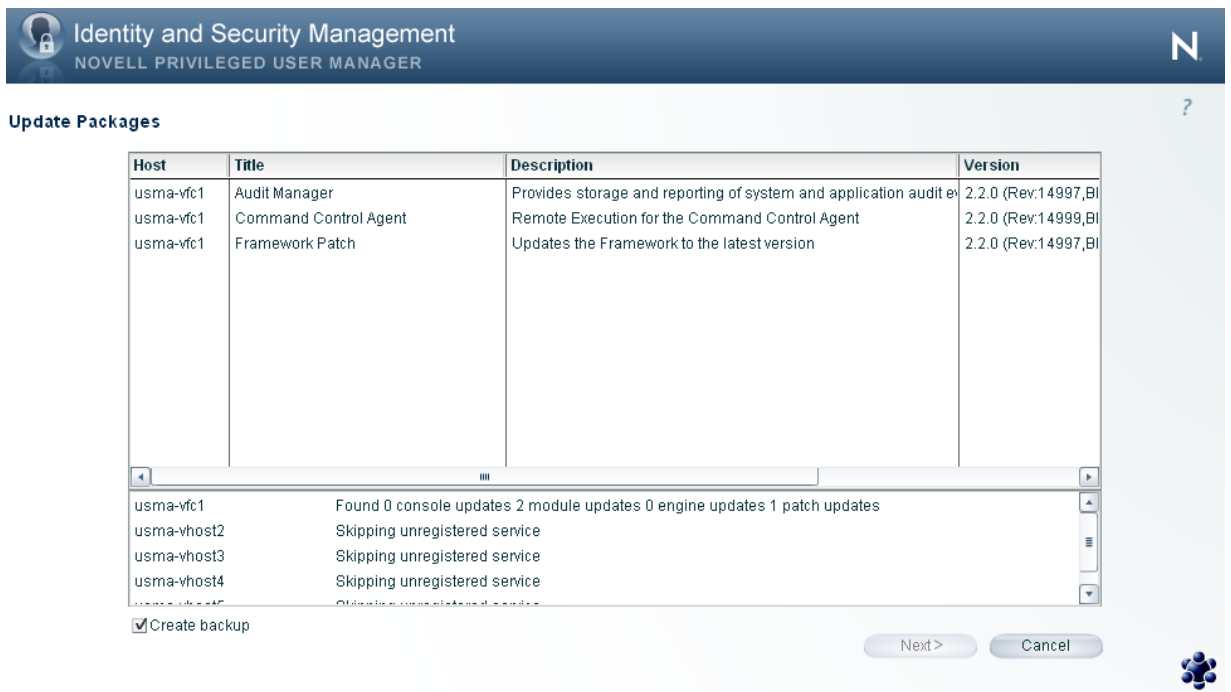 Identity and Security Management
NOVELL PRIVILEGED USER MANAGER
N
?
Update Packages
Host Title Description Version
usma-vfc1 Audit Manager Provides storage and reporting of system and application audit 2.2.0 (Rev:14997,Bl
usma-vfc1 Command Control Agent Remote Execution for the Command Control Agent 2.2.0 (Rev:14999,Bl
usma-vfc1 Framework Patch Updates the Framework to the latest version 2.2.0 (Rev:14997,Bl
usma-vfc1 Found 0 console updates 2 module updates 0 engine updates 1 patch updates
usma-vhost2 Skipping unregistered service
usma-vhost3 Skipping unregistered service
usma-vhost4 Skipping unregistered service
Create backup
Next >
Cancel